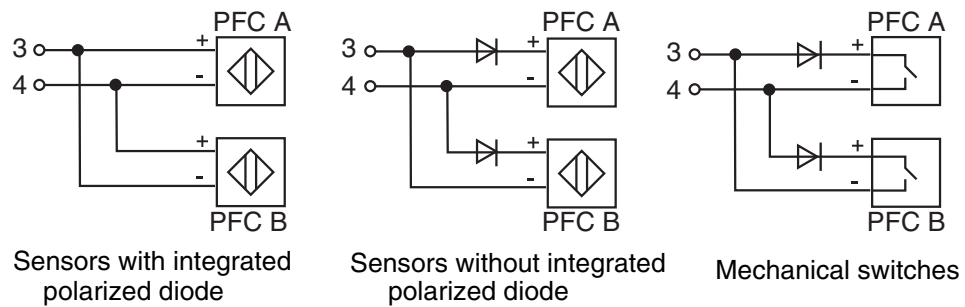 PFC A
3
+
4
-
+
-
PFC B
Sensors with integrated
polarized diode
PFC A
3
+
4
-
+
-
PFC B
Sensors without integrated
polarized diode
PFC A
3
+
4
-
+
-
PFC B
Mechanical switches